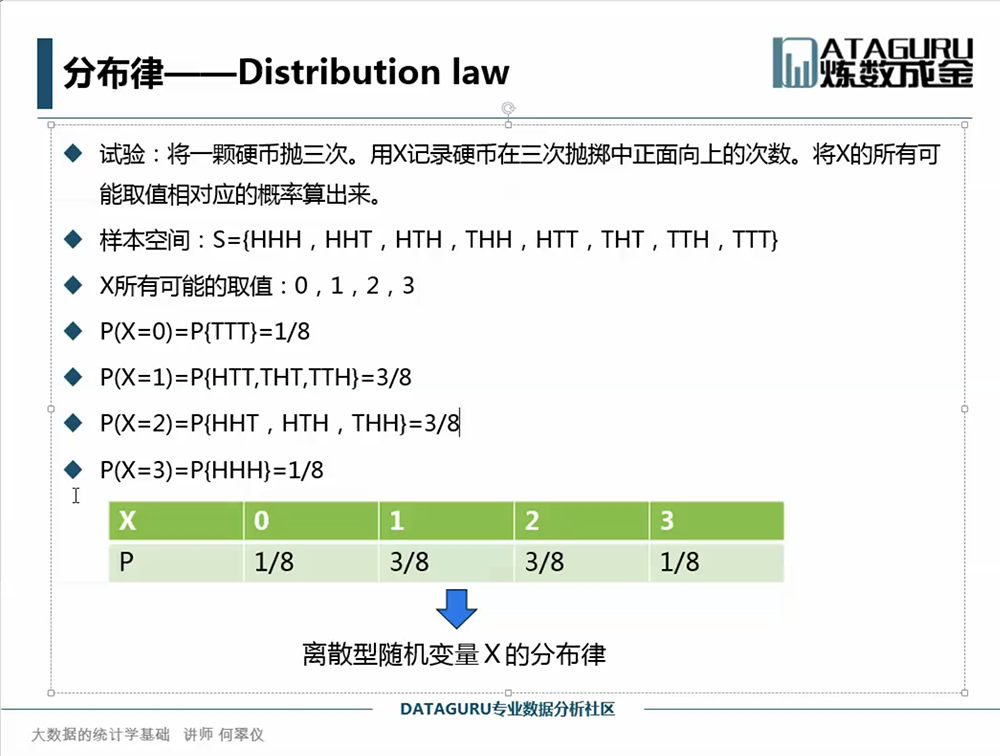 分布律——Distribution law
DATAGURU
炼数成金
试验：将一颗硬币抛三次。用X记录硬币在三次抛掷中正面向上的次数。将X的所有可
能取值相对应的概率算出来。
样本空间：S={HHH，HHT，HTH，THH，HTT，THT，TTH，TTT}
X所有可能的取值：0，1，2，3
P(X=0)=P{TTT}=1/8
P(X=1)=P{HTT,THT,TTH}=3/8
P(X=2)=P{HHT，HTH，THH}=3/8
P(X=3)=P{HHH}=1/8
X 0 1 2 3
P 1/8 3/8 3/8 1/8
离散型随机变量X的分布律
DATAGURU专业数据分析社区
大数据的统计学基础 讲师 何翠仪